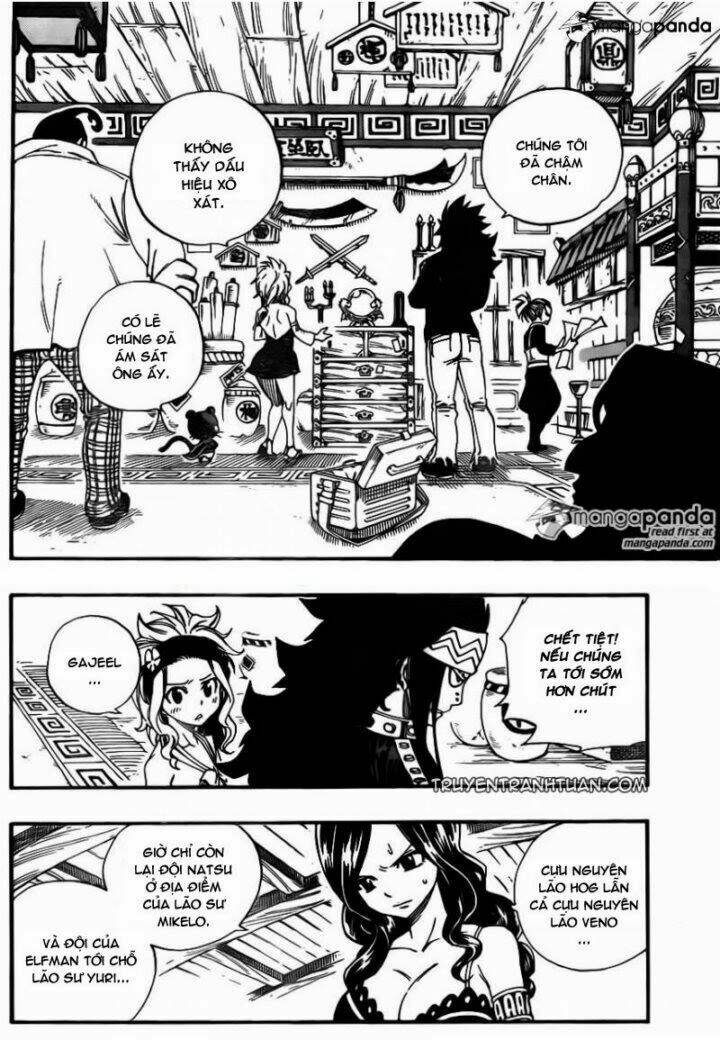 mangapanda
CHÚNG TÔI
ĐÃ CHẬM
CHÂN.
KHÔNG
THẤY DẤU
HIỆU XÔ
XÁT.
CÓ LẼ
CHÚNG ĐÃ
ÁM SÁT
ÔNG ẤY.
mangapanda
read first at
mangapanda.com
CHẾT TIỆT!
NẾU CHÚNG
TA TỚI SỚM
HƠN CHÚT
...
GAJEEL
...
TRUYENTRANHTUAN.COM
CỰU NGUYÊN
LÃO HOG LẪN
CẢ CỰU NGUYÊN
LÃO VENO
...
GIỜ CHỈ CÒN
LẠI ĐỘI NATSU
Ở ĐỊA ĐIỂM
CỦA LÃO SƯ
MIKELO.
VÀ ĐỘI CỦA
ELFMAN TỚI CHỖ
LÃO SƯ YURI...